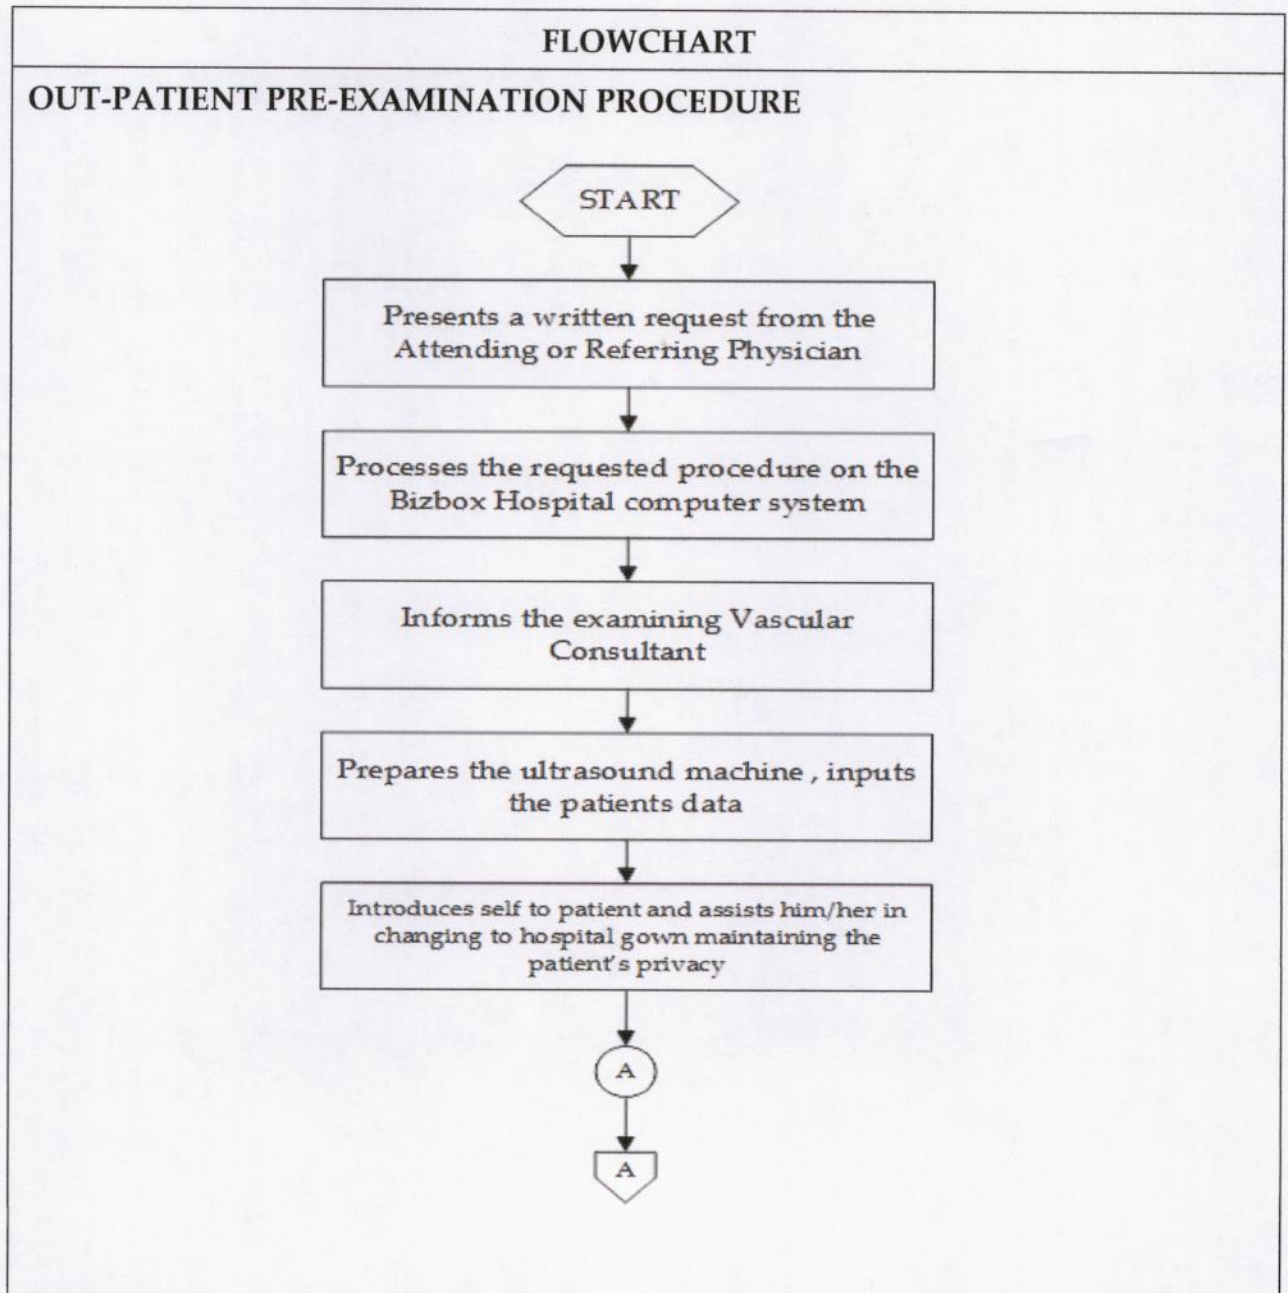 FLOWCHART
OUT-PATIENT PRE-EXAMINATION PROCEDURE
START
Presents a written request from the
Attending or Referring Physician
Processes the requested procedure on the
Bizbox Hospital computer system
Informs the examining Vascular
Consultant
Prepares the ultrasound machine , inputs
the patients data
Introduces self to patient and assists him/her in
changing to hospital gown maintaining the
patient's privacy
A
A